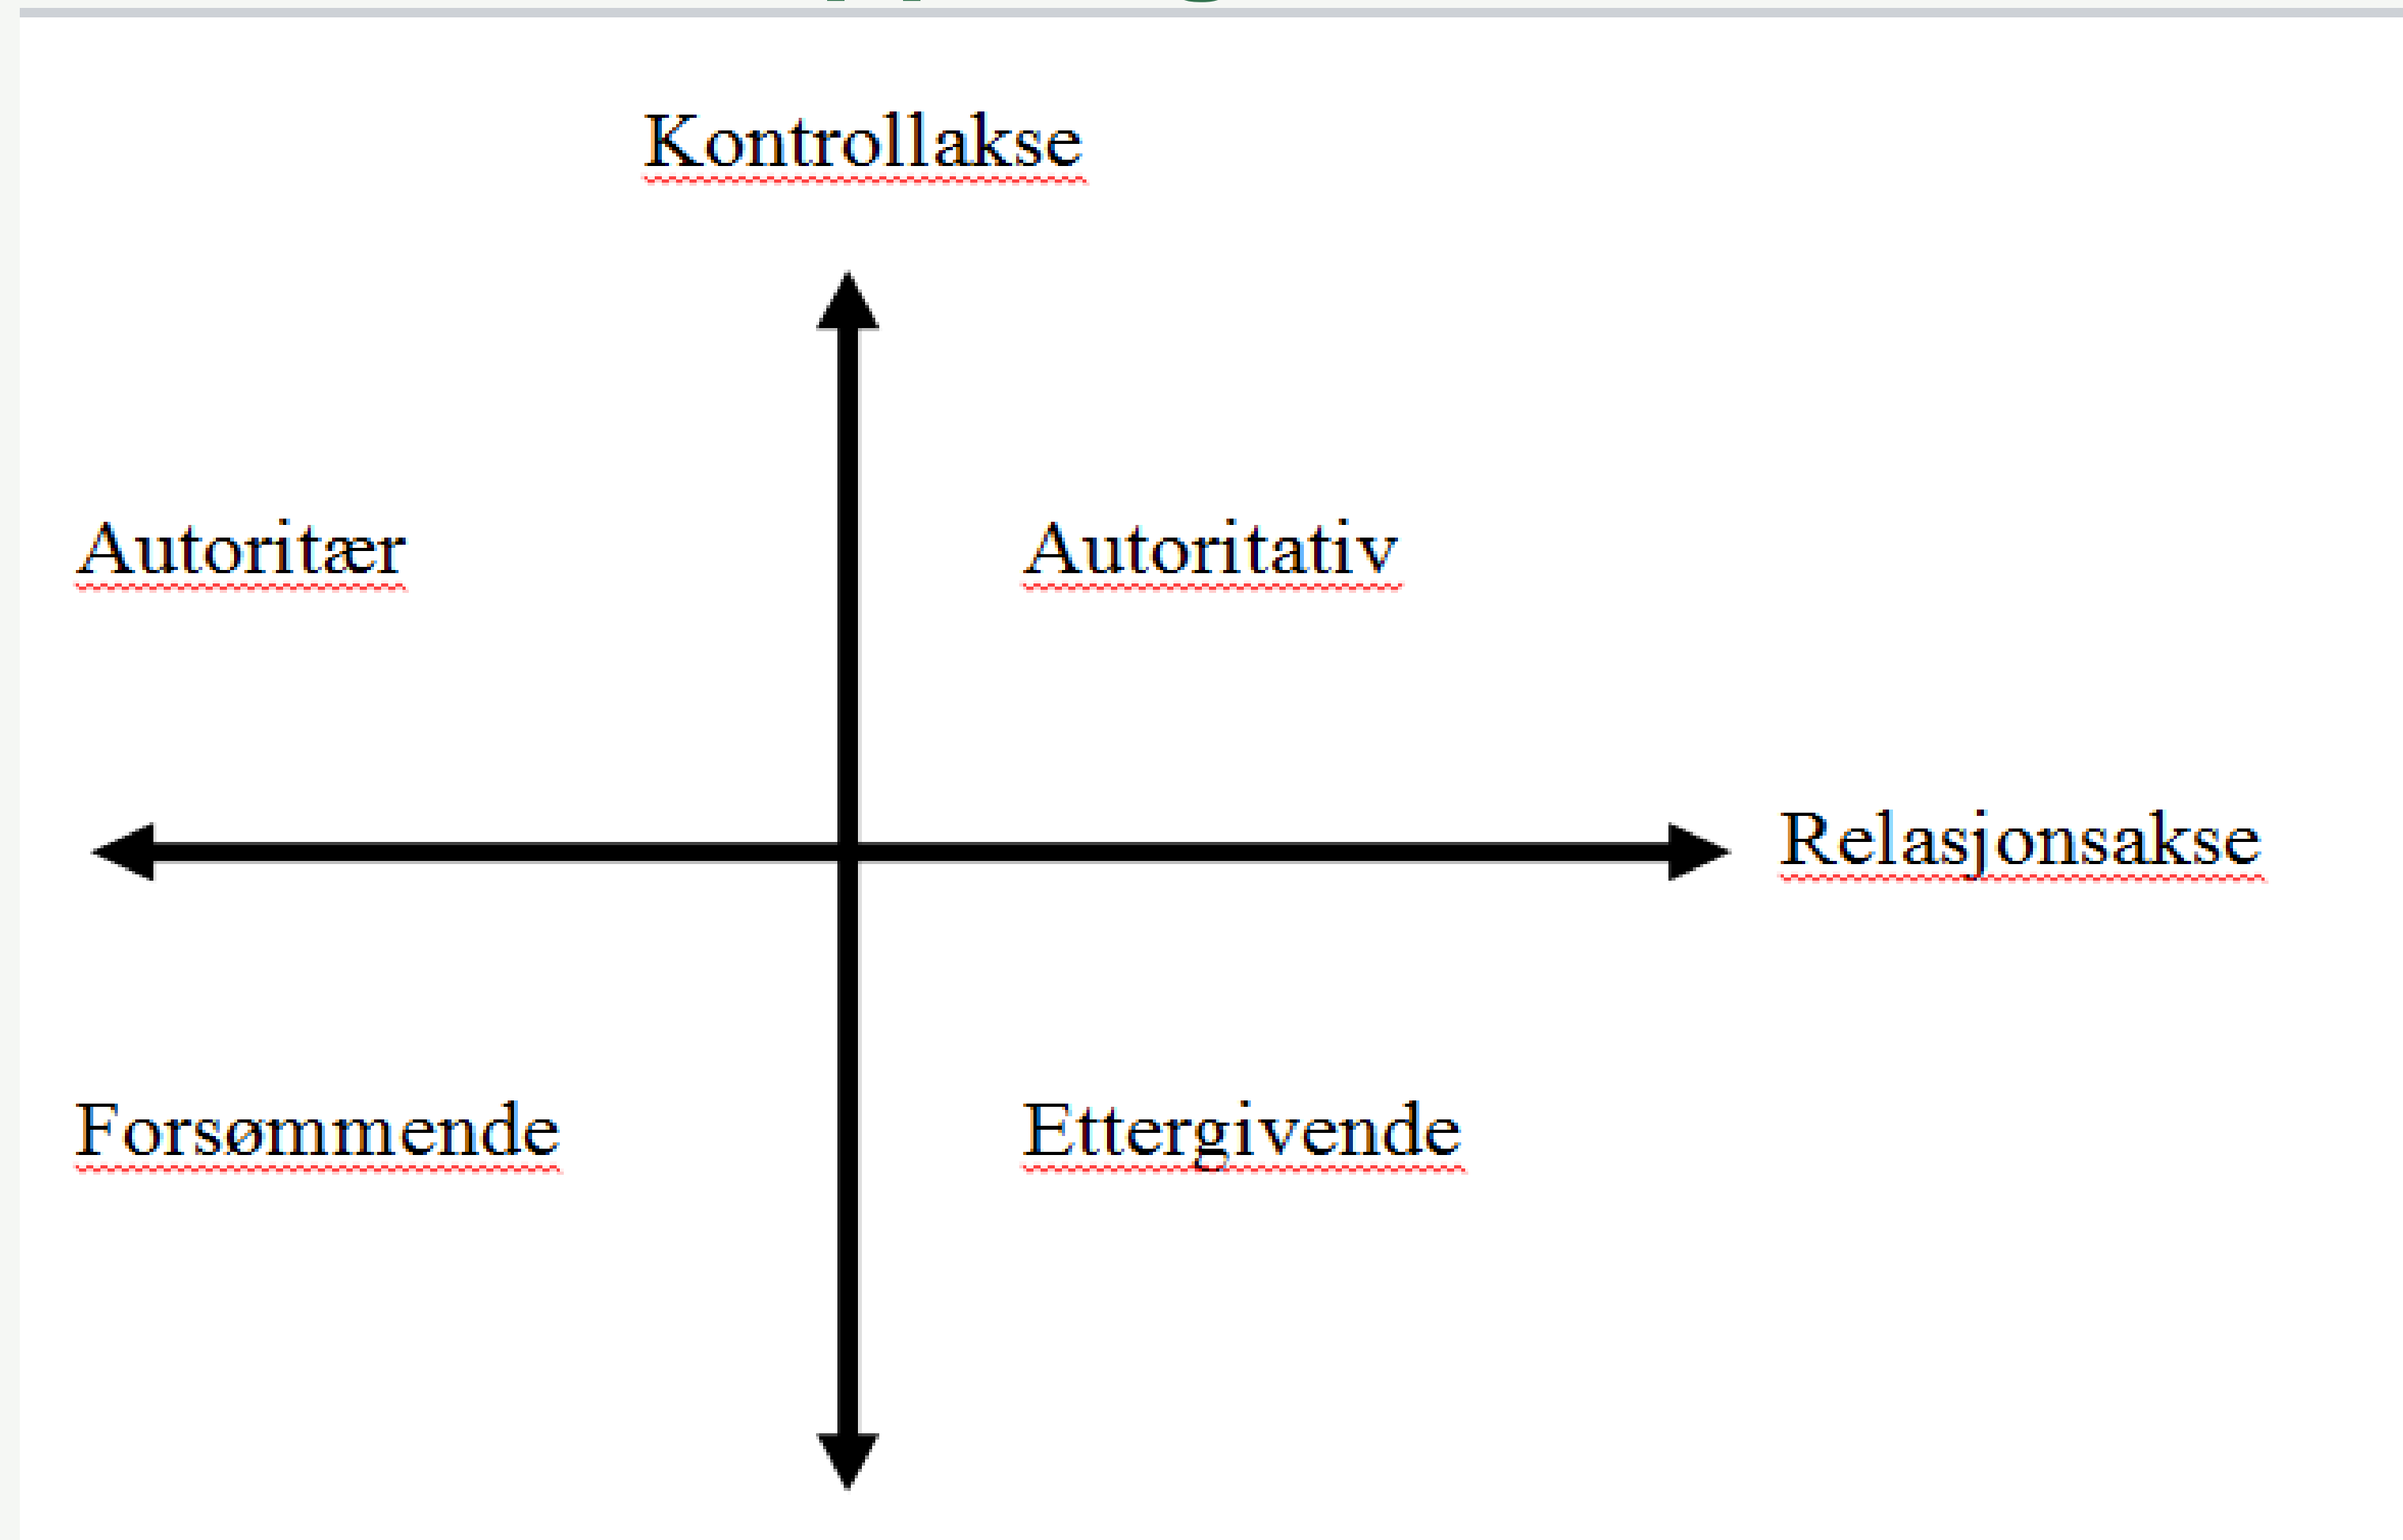 Kontrollakse
Autoritær
Autoritativ
Relasjonsakse
Forsømmende
Ettergivende